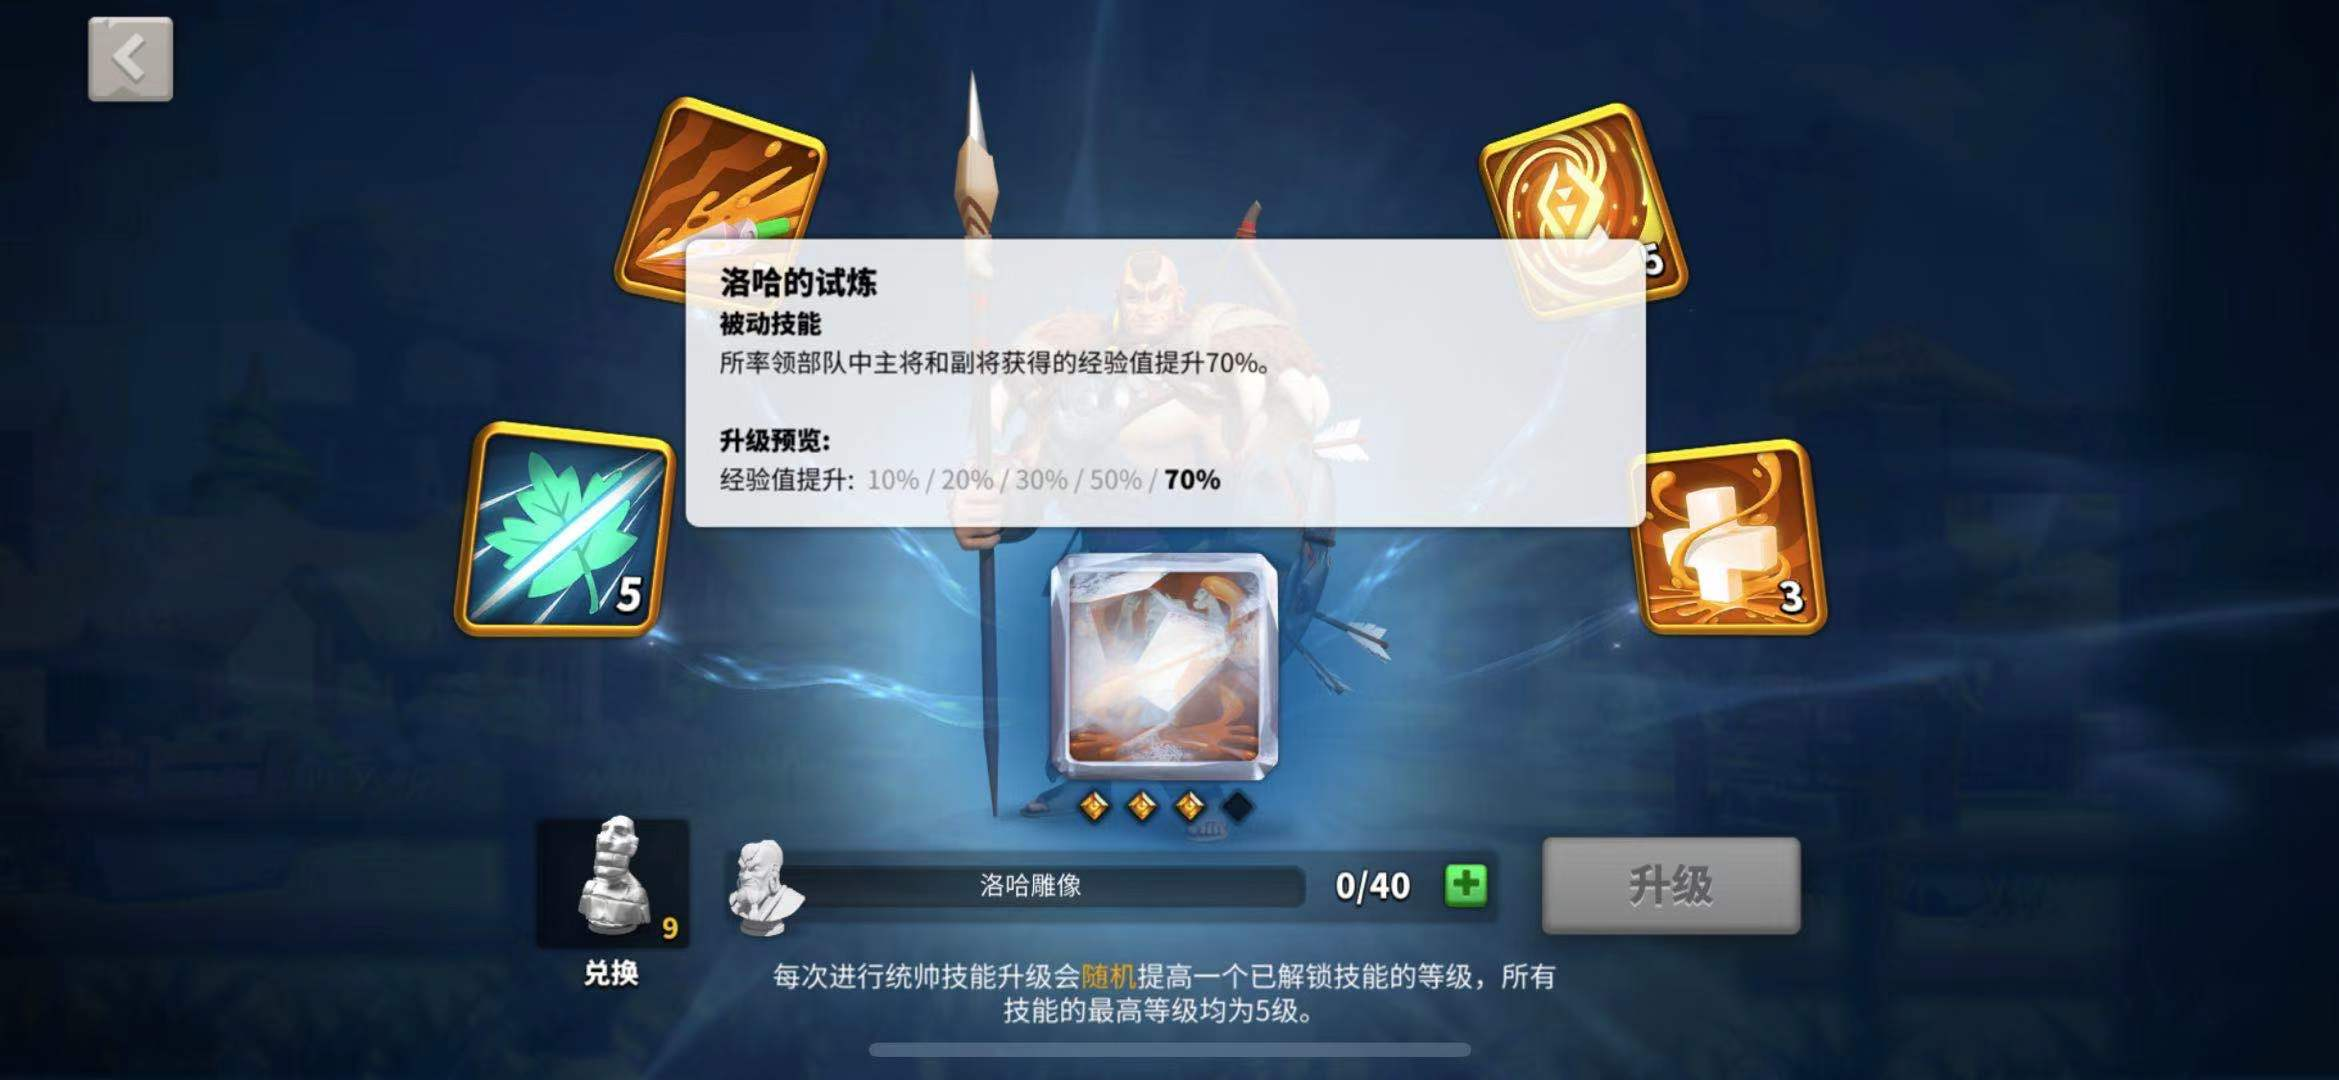 5
洛哈的试炼
被动技能
所率领部队中主将和副将获得的经验值提升70%。
升级预览:
经验值提升: 10% / 20% / 30% / 50% / 70%
5
3
洛哈雕像
0/40
升级
9
兑换
每次进行统帅技能升级会随机提高一个已解锁技能的等级，所有
技能的最高等级均为5级。